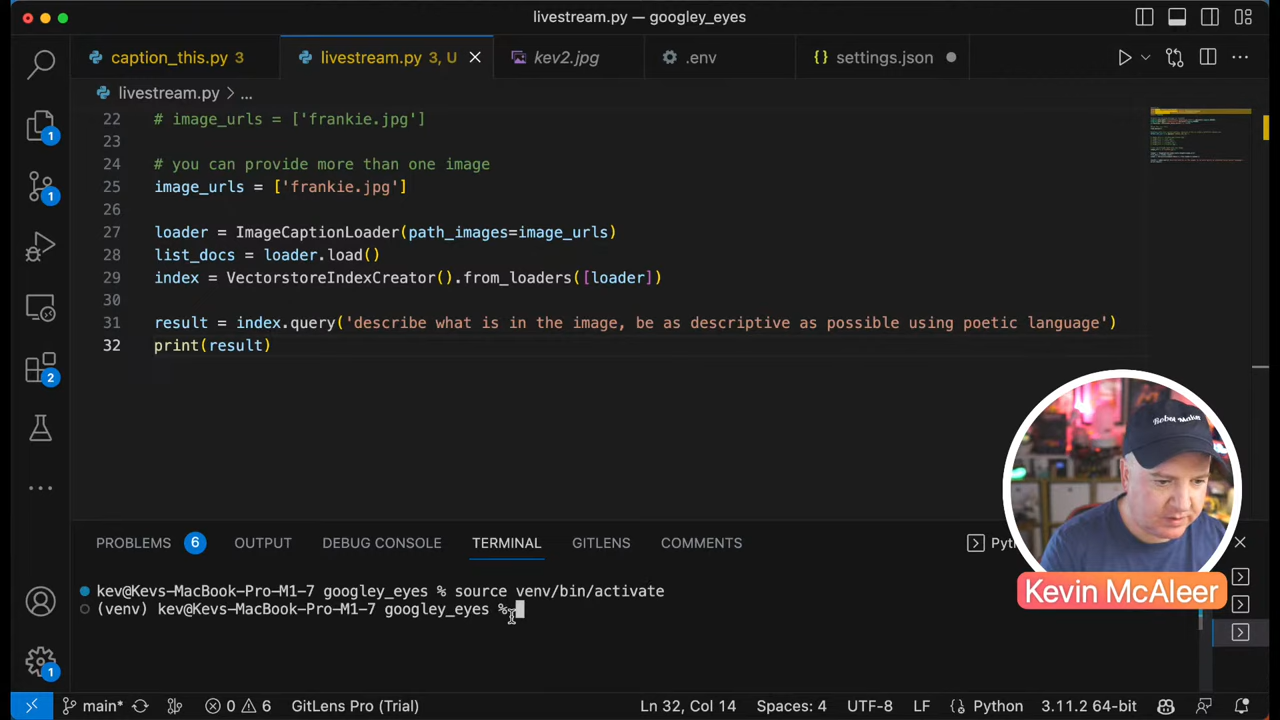 livestream.py — googley_eyes
caption_this.py 3
livestream.py 3, U
kev2.jpg
.env
{} settings.json
livestream.py > ...
22 # image_urls = ['frankie.jpg']
23
24 # you can provide more than one image
25 image_urls = ['frankie.jpg']
26
27 loader = ImageCaptionLoader(path_images=image_urls)
28 list_docs = loader.load()
29 index = VectorstoreIndexCreator().from_loaders([loader])
30
31 result = index.query('describe what is in the image, be as descriptive as possible using poetic language')
32 print(result)
1
1
2
1
PROBLEMS 6 OUTPUT DEBUG CONSOLE TERMINAL GITLENS COMMENTS
kev@Kevs-MacBook-Pro-M1-7 googley_eyes % source venv/bin/activate
(venv) kev@Kevs-MacBook-Pro-M1-7 googley_eyes %
Kevin McAleer
main* 0 6 GitLens Pro (Trial) Ln 32, Col 14 Spaces: 4 UTF-8 LF {} Python 3.11.2 64-bit